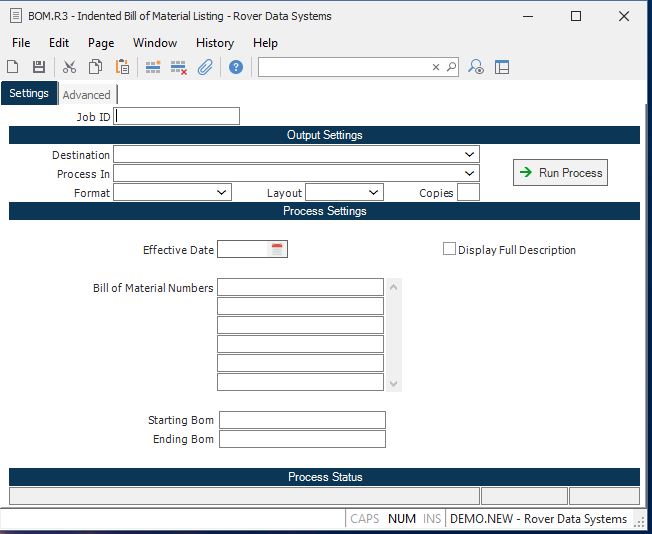 BOM.R3 - Indented Bill of Material Listing - Rover Data Systems
File Edit Page Window History Help
Settings Advanced
Job ID
Output Settings
Destination
Process In
Run Process
Format Layout Copies
Process Settings
Effective Date Display Full Description
Bill of Material Numbers
Starting Bom
Ending Bom
Process Status
CAPS NUM INS DEMO.NEW - Rover Data Systems